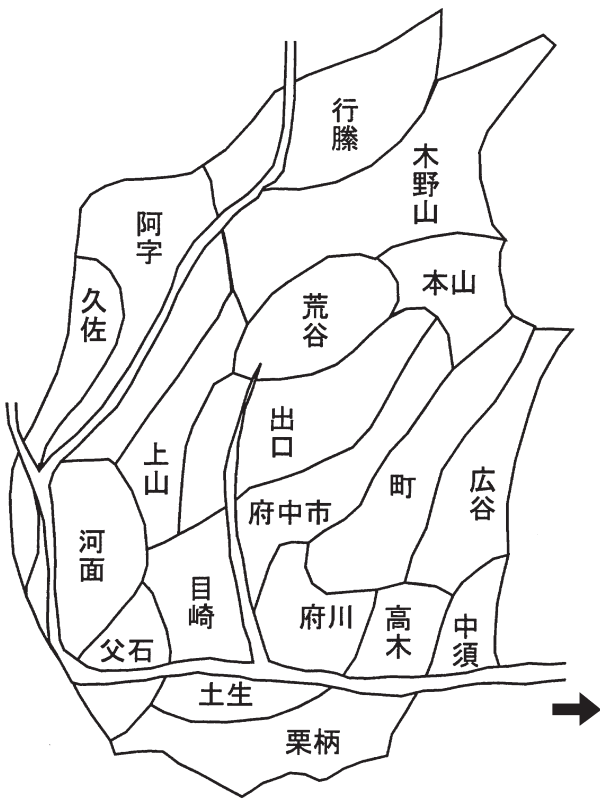 行縢
木野山
阿字
本山
久佐
荒谷
出口
上山
町
広谷
府中市
河面
目崎
府川
高木
中須
父石
土生
栗柄